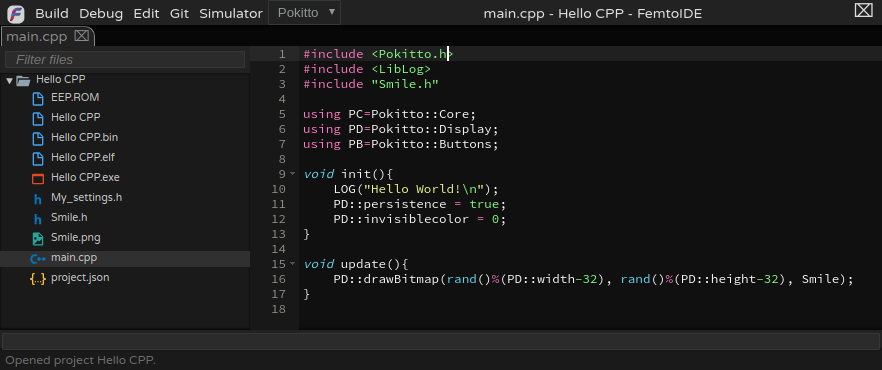 F Build Debug Edit Git Simulator Pokitto main.cpp - Hello CPP - FemtoIDE
main.cpp
Filter files
Hello CPP
EEP.ROM
Hello CPP
Hello CPP.bin
Hello CPP.elf
Hello CPP.exe
h My_settings.h
h Smile.h
Smile.png
C++ main.cpp
{..} project.json
1 #include <Pokitto.h>
2 #include <LibLog>
3 #include "Smile.h"
4
5 using PC=Pokitto::Core;
6 using PD=Pokitto::Display;
7 using PB=Pokitto::Buttons;
8
9 void init(){
10 LOG("Hello World!\n");
11 PD::persistence = true;
12 PD::invisiblecolor = 0;
13 }
14
15 void update(){
16 PD::drawBitmap(rand()%(PD::width-32), rand()%(PD::height-32), Smile);
17 }
18
Opened project Hello CPP.